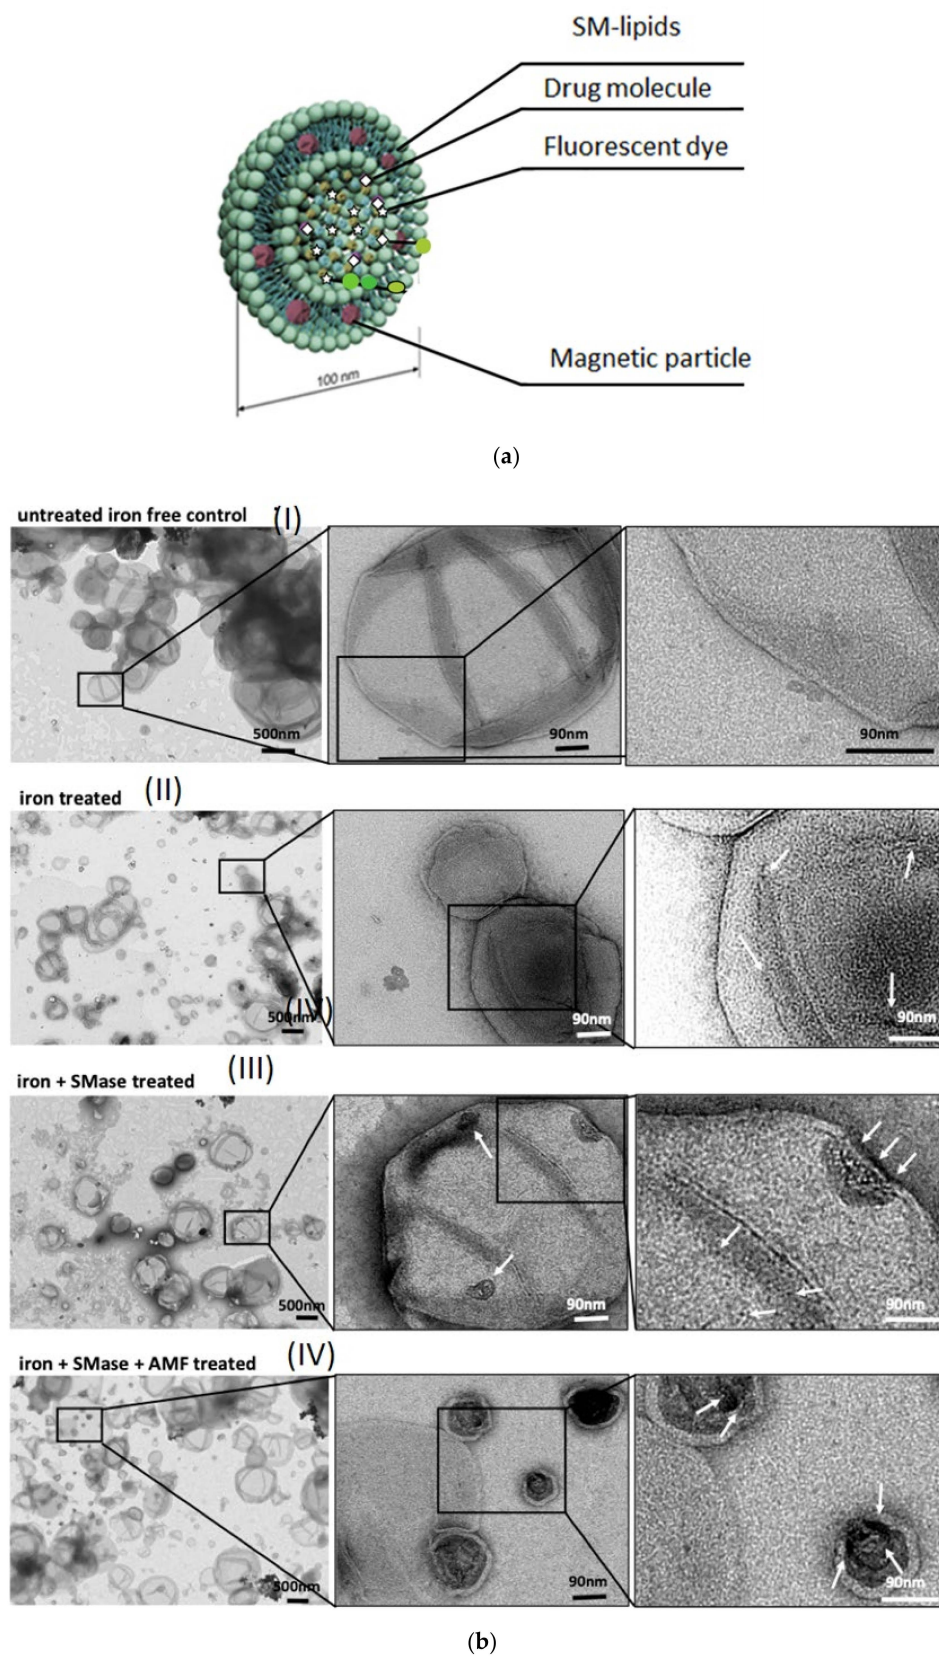 SM-lipids
Drug molecule
Fluorescent dye
Magnetic particle
100 nm
(a)
untreated iron free control (I)
500nm
90nm
90nm
iron treated (II)
(IV)
500nm
90nm
90nm
iron + SMase treated (III)
500nm
90nm
90nm
iron + SMase + AMF treated (IV)
500nm
90nm
90nm
(b)